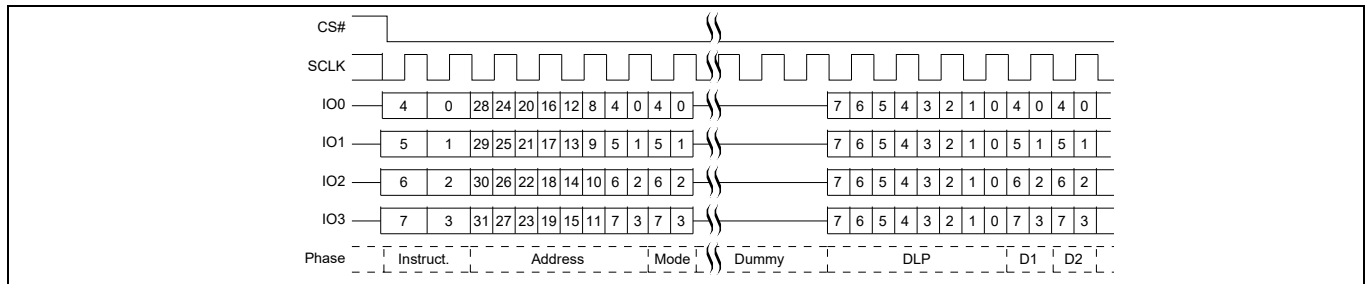 CS#
SCLK
IO0 4 0 28 24 20 16 12 8 4 0 4 0 7 6 5 4 3 2 1 0 4 0 4 0
IO1 5 1 29 25 21 17 13 9 5 1 5 1 7 6 5 4 3 2 1 0 5 1 5 1
IO2 6 2 30 26 22 18 14 10 6 2 6 2 7 6 5 4 3 2 1 0 6 2 6 2
IO3 7 3 31 27 23 19 15 11 7 3 7 3 7 6 5 4 3 2 1 0 7 3 7 3
Phase Instruct. Address Mode Dummy DLP D1 D2